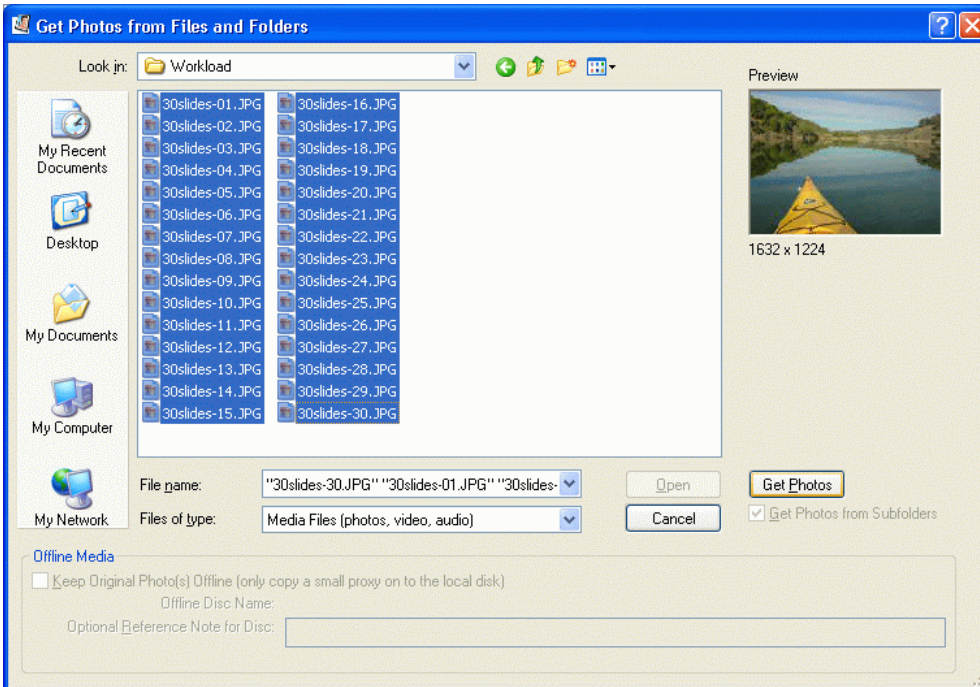 Get Photos from Files and Folders
Look in: Workload
Preview
My Recent
Documents
Desktop
My Documents
My Computer
My Network
30slides-01.JPG
30slides-02.JPG
30slides-03.JPG
30slides-04.JPG
30slides-05.JPG
30slides-06.JPG
30slides-07.JPG
30slides-08.JPG
30slides-09.JPG
30slides-10.JPG
30slides-11.JPG
30slides-12.JPG
30slides-13.JPG
30slides-14.JPG
30slides-15.JPG
30slides-16.JPG
30slides-17.JPG
30slides-18.JPG
30slides-19.JPG
30slides-20.JPG
30slides-21.JPG
30slides-22.JPG
30slides-23.JPG
30slides-24.JPG
30slides-25.JPG
30slides-26.JPG
30slides-27.JPG
30slides-28.JPG
30slides-29.JPG
30slides-30.JPG
1632 x 1224
File name: "30slides-30.JPG" "30slides-01.JPG" "30slides- Open Get Photos
Files of type: Media Files (photos, video, audio) Cancel Get Photos from Subfolders
Offline Media
Keep Original Photo(s) Offline (only copy a small proxy on to the local disk)
Offline Disc Name:
Optional Reference Note for Disc: